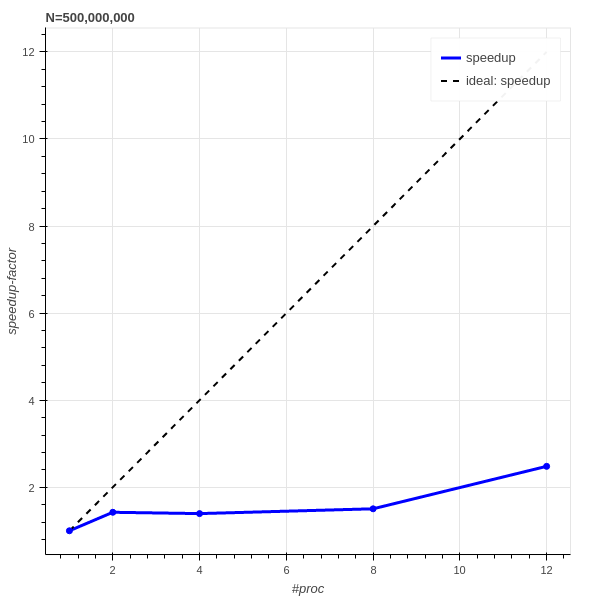 N=500,000,000
speedup
ideal: speedup
12
10
8
6
4
2
speedup-factor
2
4
6
8
10
12
#proc